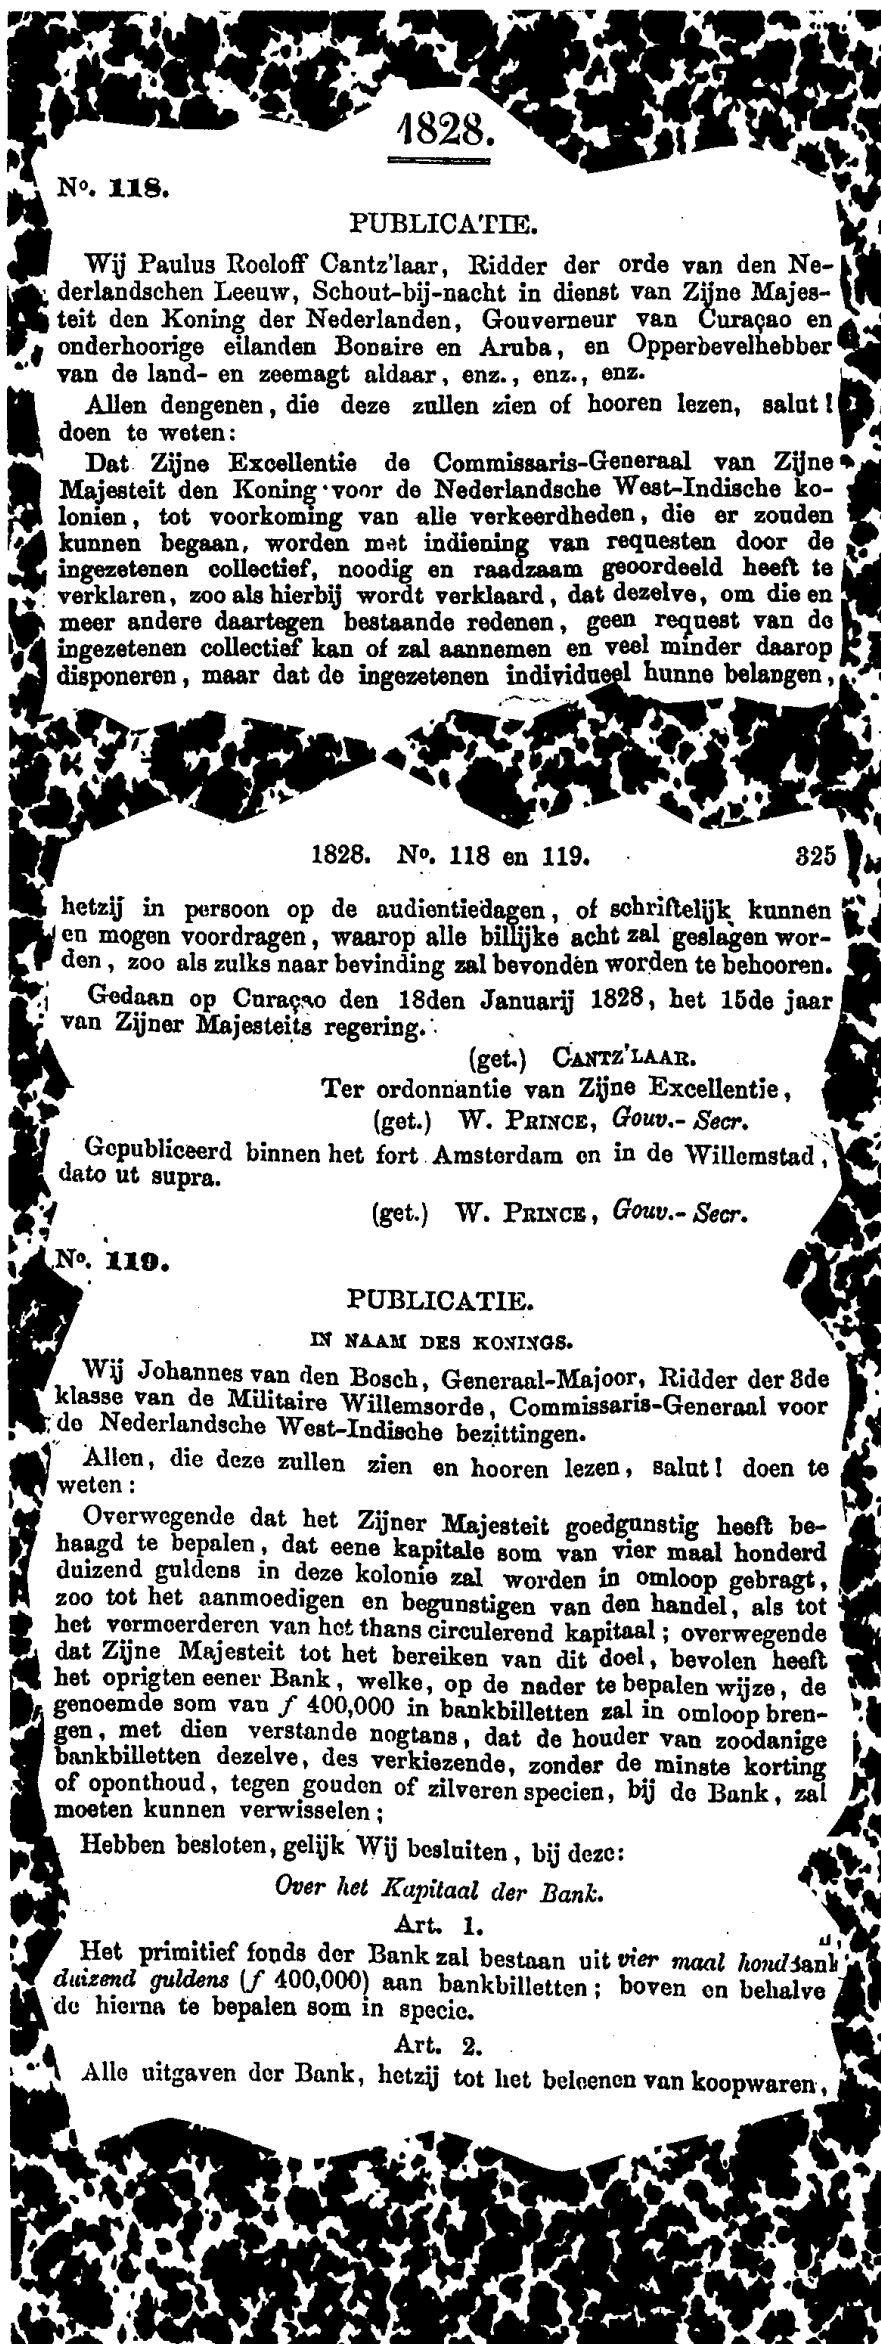 1828.
No. 118.
PUBLICATIE.
Wij Paulus Roeloff Cantz'laar, Ridder der orde van den Ne-
derlandschen Leeuw, Schout-bij-nacht in dienst van Zijne Majes-
teit den Koning der Nederlanden, Gouverneur van Curaçao en
onderhoorige eilanden Bonaire en Aruba, en Opperbevelhebber
van de land- en zeemagt aldaar, enz., enz., enz.
Allen dengenen, die deze zullen zien of hooren lezen, salut!
doen te weten:
Dat Zijne Excellentie de Commissaris-Generaal van Zijne
Majesteit den Koning voor de Nederlandsche West-Indische ko-
lonien, tot voorkoming van alle verkeerdheden, die er zouden
kunnen begaan, worden met indiening van requesten door de
ingezetenen collectief, noodig en raadzaam geoordeeld heeft te
verklaren, zoo als hierbij wordt verklaard, dat dezelve, om die en
meer andere daartegen bestaande redenen, geen request van de
ingezetenen collectief kan of zal aannemen en veel minder daarop
disponeren, maar dat de ingezetenen individueel hunne belangen,
1828. No. 118 en 119. 325
hetzij in persoon op de audientiedagen, of schriftelijk kunnen
en mogen voordragen, waarop alle billijke acht zal geslagen wor-
den, zoo als zulks naar bevinding zal bevonden worden te behooren.
Gedaan op Curaçao den 18den Januarij 1828, het 15de jaar
van Zijner Majesteits regering.
(get.) CANTZ'LAAR.
Ter ordonnantie van Zijne Excellentie,
(get.) W. PRINCE, Gouv.- Secr.
Gepubliceerd binnen het fort Amsterdam en in de Willemstad,
dato ut supra.
(get.) W. PRINCE, Gouv.- Secr.
No. 119.
PUBLICATIE.
IN NAAM DES KONINGS.
Wij Johannes van den Bosch, Generaal-Majoor, Ridder der 3de
klasse van de Militaire Willemsorde, Commissaris-Generaal voor
de Nederlandsche West-Indische bezittingen.
Allen, die deze zullen zien en hooren lezen, salut! doen te
weten:
Overwegende dat het Zijner Majesteit goedgunstig heeft be-
haagd te bepalen, dat eene kapitale som van vier maal honderd
duizend guldens in deze kolonie zal worden in omloop gebragt,
zoo tot het aanmoedigen en begunstigen van den handel, als tot
het vermeerderen van het thans circulerend kapitaal; overwegende
dat Zijne Majesteit tot het bereiken van dit doel, bevolen heeft
het oprigten eener Bank, welke, op de nader te bepalen wijze, de
genoemde som van f 400,000 in bankbilletten zal in omloop bren-
gen, met dien verstande nogtans, dat de houder van zoodanige
bankbilletten dezelve, des verkiezende, zonder de minste korting
of oponthoud, tegen gouden of zilveren specien, bij de Bank, zal
moeten kunnen verwisselen;
Hebben besloten, gelijk Wij besluiten, bij deze:
Over het Kapitaal der Bank.
Art. 1.
Het primitief fonds der Bank zal bestaan uit vier maal
duizend guldens (f 400,000) aan bankbilletten; boven en behalve
de hierna te bepalen som in specie.
Art. 2.
Alle uitgaven der Bank, hetzij tot het beleenen van koopwaren,